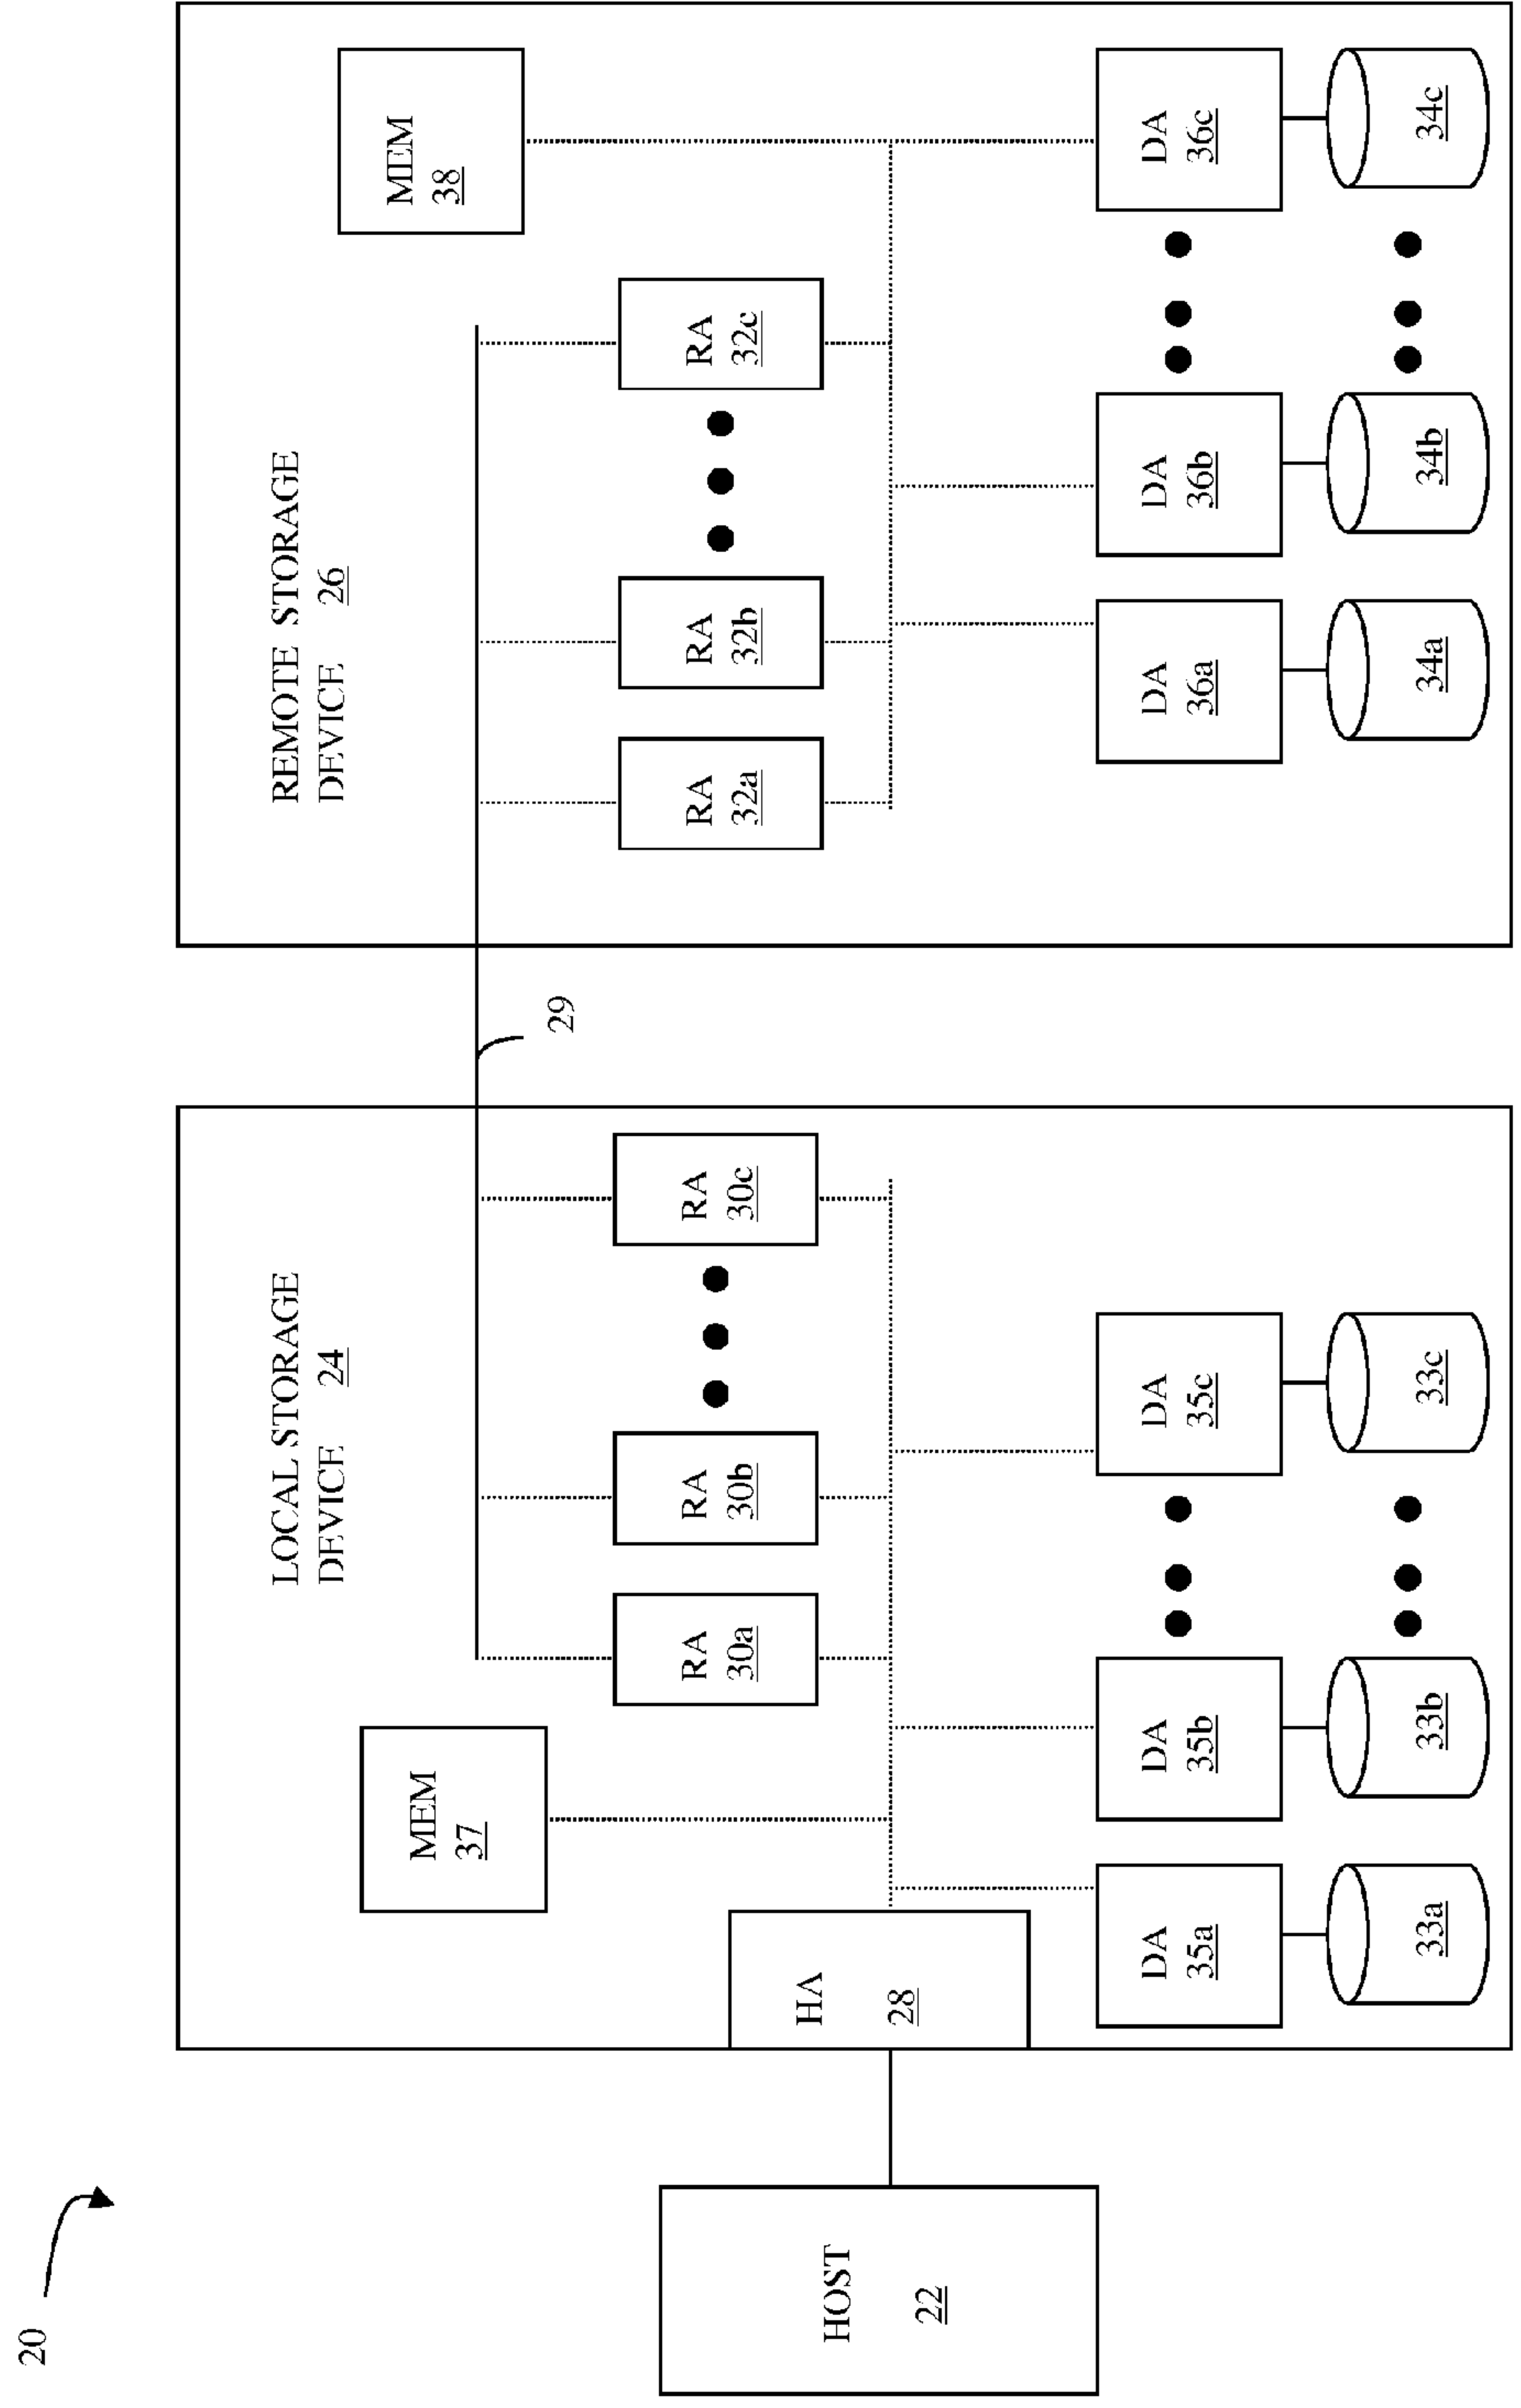 20
HOST
22
LOCAL STORAGE
DEVICE 24
MEM
37
HA
28
RA
30a
RA
30b
RA
30c
DA
35a
DA
35b
DA
35c
33a
33b
33c
29
REMOTE STORAGE
DEVICE 26
MEM
38
RA
32a
RA
32b
RA
32c
DA
36a
DA
36b
DA
36c
34a
34b
34c